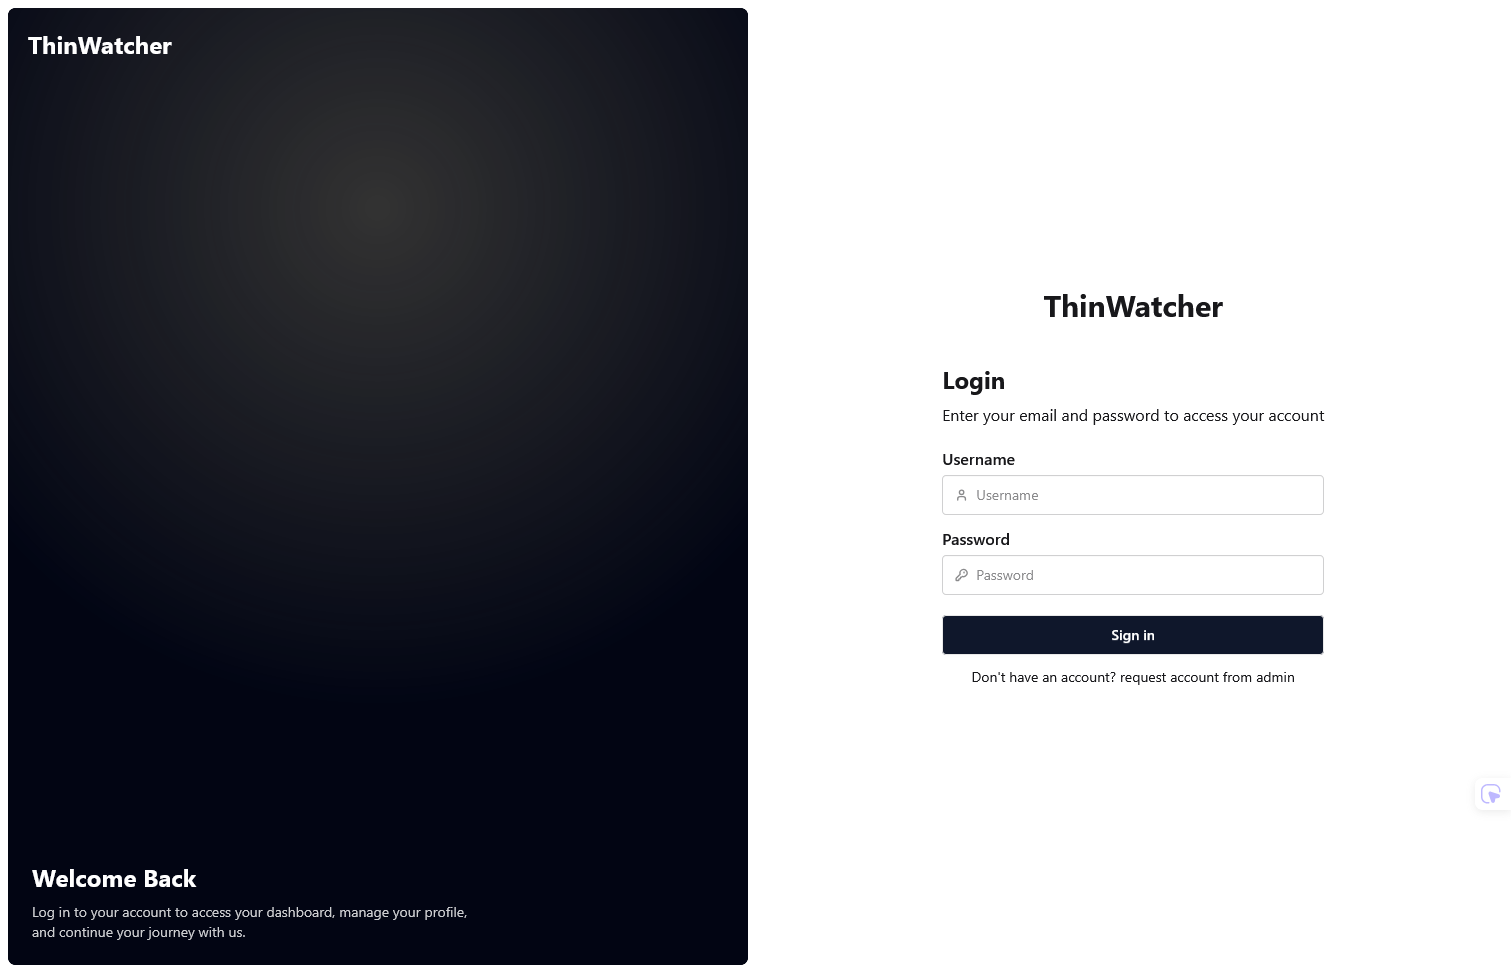 ThinWatcher
Welcome Back
Log in to your account to access your dashboard, manage your profile,
and continue your journey with us.
ThinWatcher
Login
Enter your email and password to access your account
Username
Username
Password
Password
Sign in
Don't have an account? request account from admin